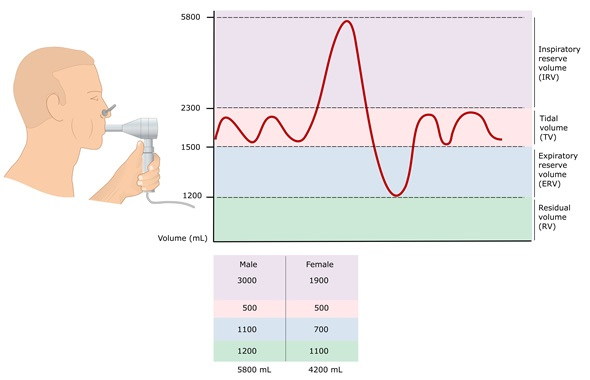 5800
Inspiratory
reserve
volume
(IRV)
2300
Tidal
volume
(TV)
1500
Expiratory
reserve
volume
(ERV)
1200
Residual
volume
(RV)
Volume (mL)
Male Female
3000 1900
500 500
1100 700
1200 1100
5800 mL 4200 mL